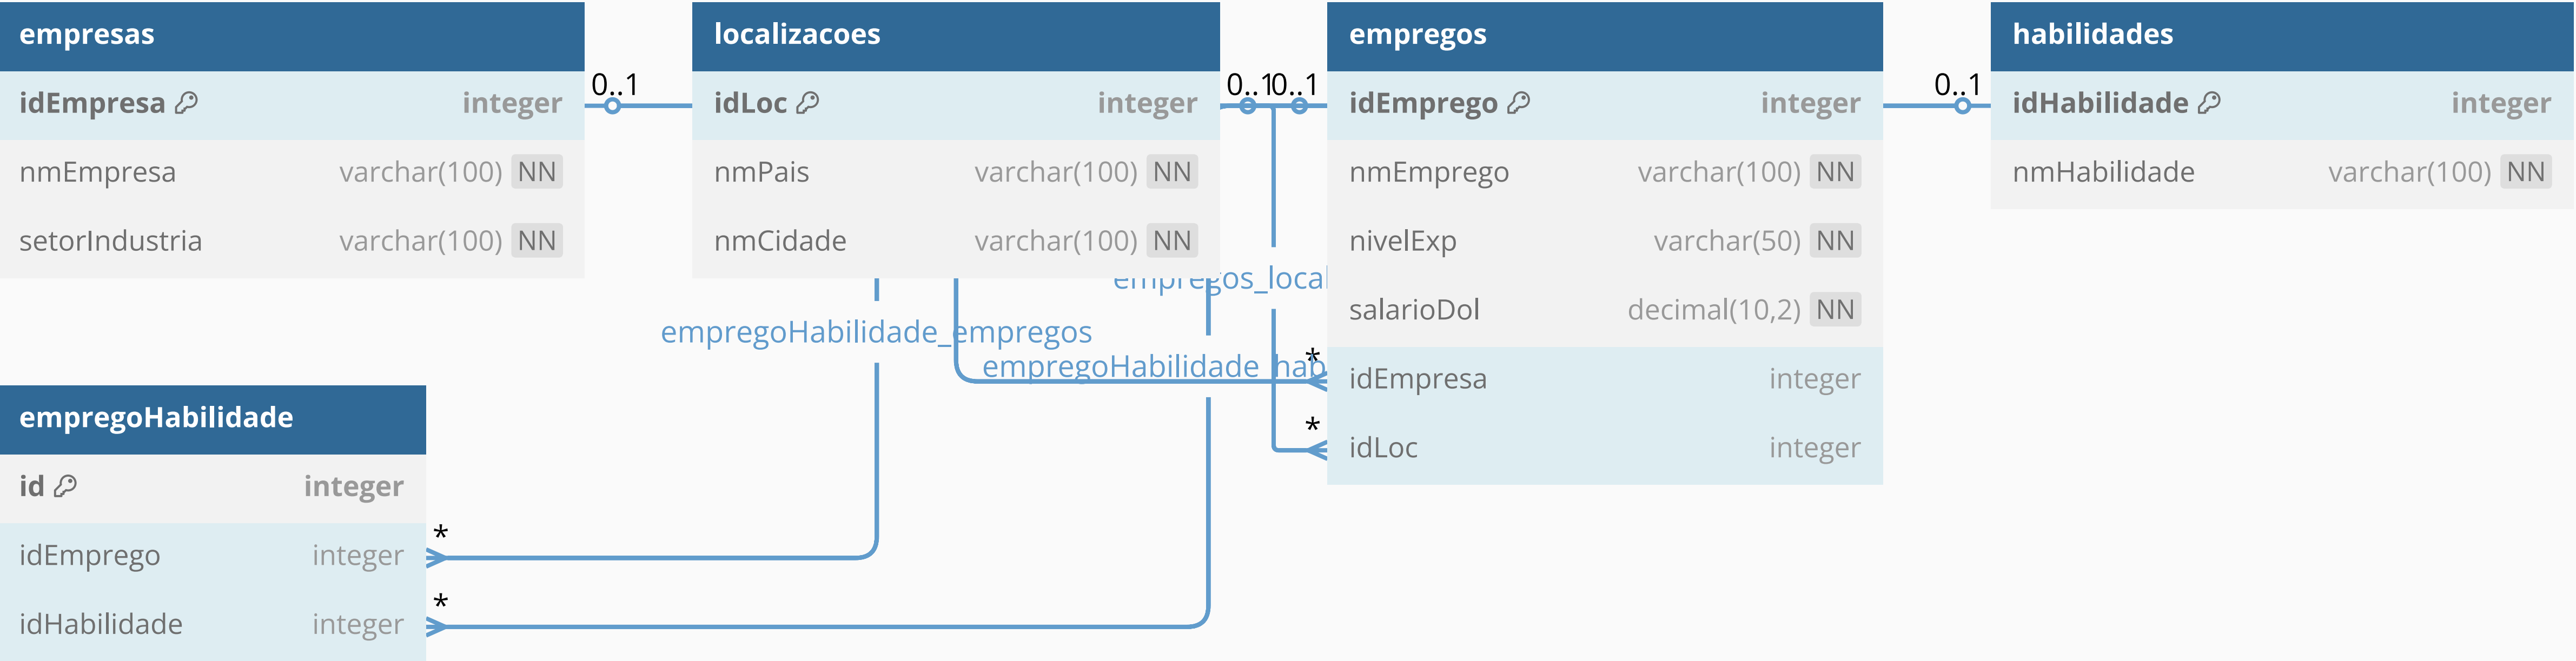 empresas
idEmpresa integer
nmEmpresa varchar(100) NN
setorIndustria varchar(100) NN
0..1
localizacoes
idLoc integer
nmPais varchar(100) NN
nmCidade varchar(100) NN
0..1
0..1
empregos
idEmprego integer
nmEmprego varchar(100) NN
nivelExp varchar(50) NN
salarioDol decimal(10,2) NN
idEmpresa integer
idLoc integer
0..1
habilidades
idHabilidade integer
nmHabilidade varchar(100) NN
empregos_local
empregoHabilidade_empregos
empregoHabilidade_hab
*
*
empregoHabilidade
id integer
idEmprego integer
idHabilidade integer
*
*